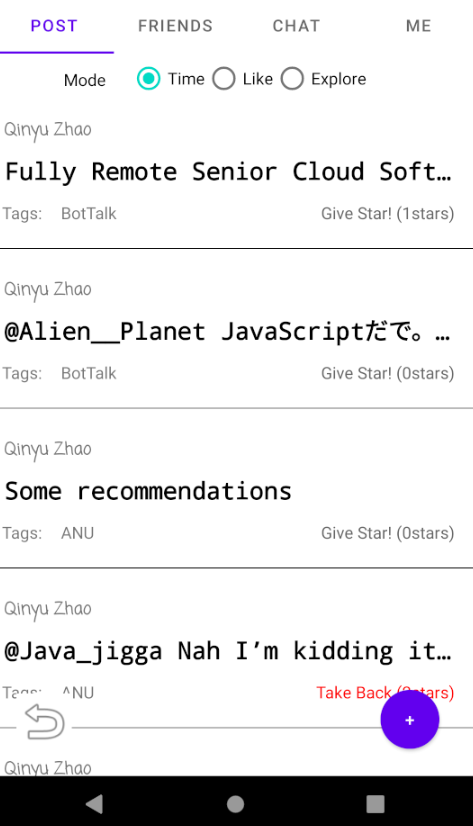 POST FRIENDS CHAT ME
Mode Time Like Explore
Qinyu Zhao
Fully Remote Senior Cloud Soft…
Tags: BotTalk Give Star! (1stars)
Qinyu Zhao
@Alien__Planet JavaScriptだで。…
Tags: BotTalk Give Star! (0stars)
Qinyu Zhao
Some recommendations
Tags: ANU Give Star! (0stars)
Qinyu Zhao
@Java_jigga Nah I’m kidding it…
Tags: ANU Take Back
+
Qinyu Zhao